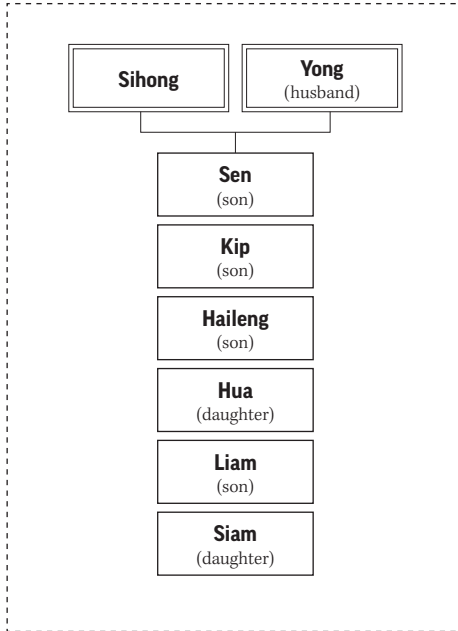 Sihong
Yong
(husband)
Sen
(son)
Kip
(son)
Haileng
(son)
Hua
(daughter)
Liam
(son)
Siam
(daughter)